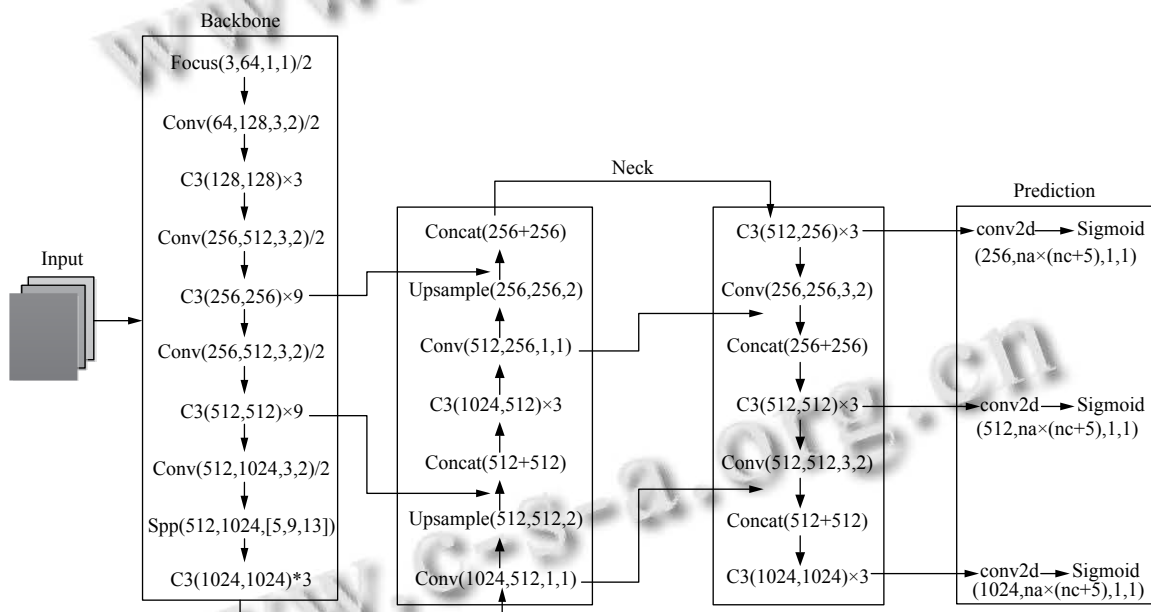 Backbone
Focus(3,64,1,1)/2
Conv(64,128,3,2)/2
C3(128,128)×3
Conv(256,512,3,2)/2
C3(256,256)×9
Conv(256,512,3,2)/2
C3(512,512)×9
Conv(512,1024,3,2)/2
Spp(512,1024,[5,9,13])
C3(1024,1024)*3
Input
Neck
Concat(256+256)
Upsample(256,256,2)
Conv(512,256,1,1)
C3(1024,512)×3
Concat(512+512)
Upsample(512,512,2)
Conv(1024,512,1,1)
C3(512,256)×3
Conv(256,256,3,2)
Concat(256+256)
C3(512,512)×3
Conv(512,512,3,2)
Concat(512+512)
C3(1024,1024)×3
Prediction
conv2d Sigmoid
(256,na×(nc+5),1,1)
conv2d Sigmoid
(512,na×(nc+5),1,1)
conv2d Sigmoid
(1024,na×(nc+5),1,1)
www
www.c-s-a.org.cn